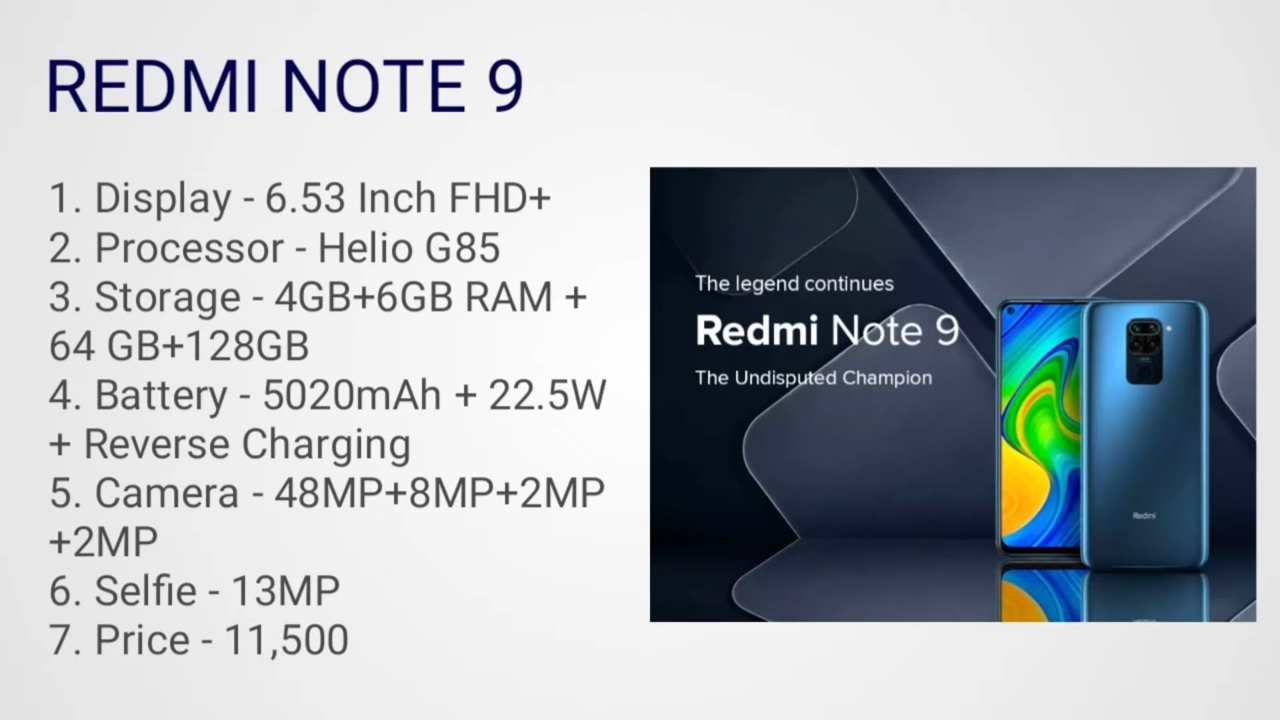 REDMI NOTE 9
1. Display - 6.53 Inch FHD+
2. Processor - Helio G85
3. Storage - 4GB+6GB RAM +
64 GB+128GB
4. Battery - 5020mAh + 22.5W
+ Reverse Charging
5. Camera - 48MP+8MP+2MP
+2MP
6. Selfie - 13MP
7. Price - 11,500
The legend continues
Redmi Note 9
The Undisputed Champion
Redmi